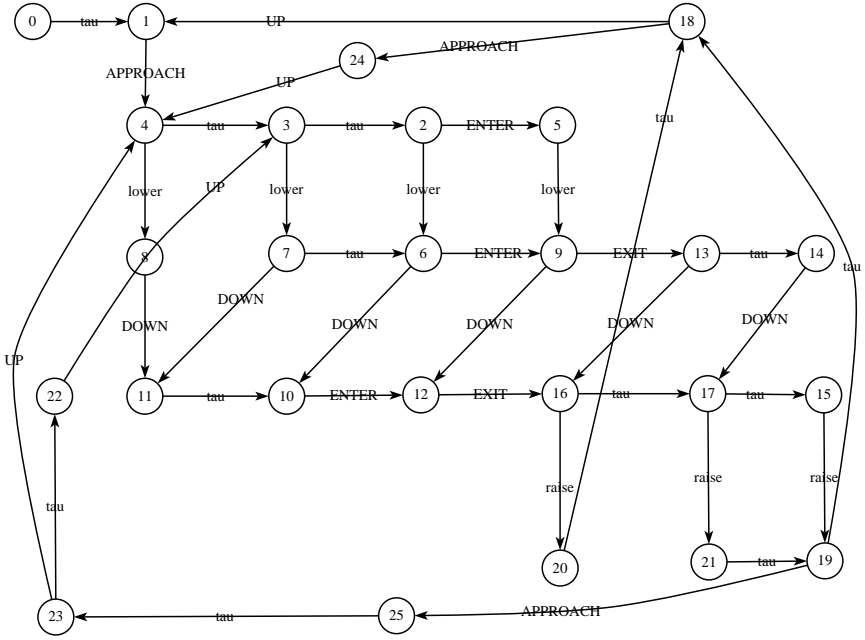 0 tau 1 UP 18
24 APPROACH
APPROACH UP
tau
4 tau 3 tau 2 ENTER 5
lower UP lower lower lower
8 7 tau 6 ENTER 9 EXIT 13 tau 14
tau
DOWN DOWN DOWN DOWN DOWN DOWN
UP
22 11 tau 10 ENTER 12 EXIT 16 tau 17 tau 15
raise raise raise
tau
20 21 tau 19
23 tau 25 APPROACH